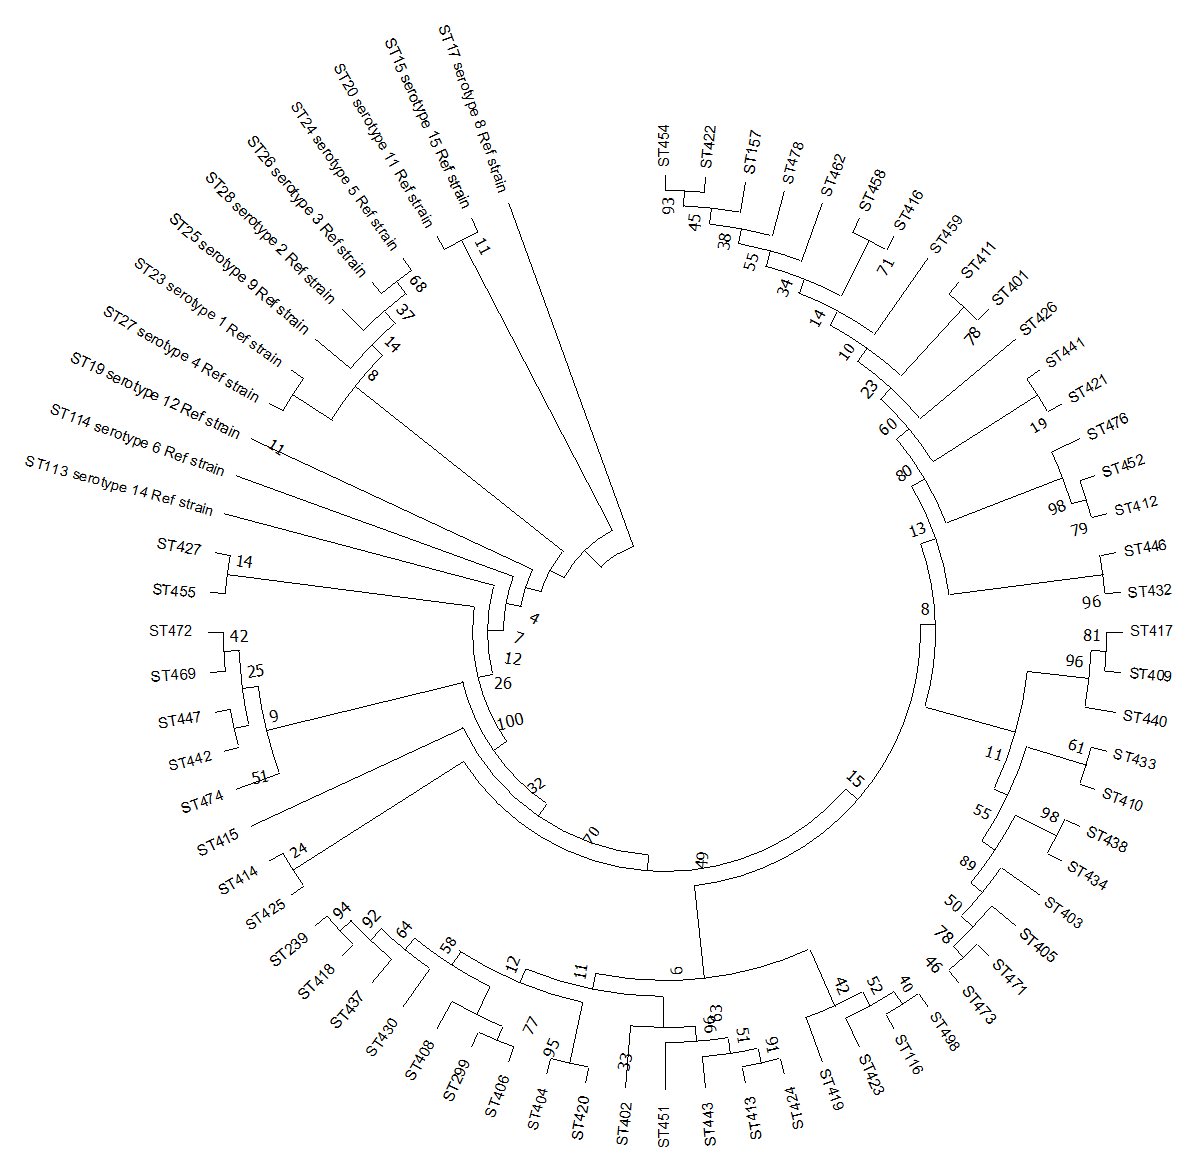 ST17 serotype 8 Ref strain
ST15 serotype 15 Ref strain
ST20 serotype 11 Ref strain
ST24 serotype 5 Ref strain
ST26 serotype 3 Ref strain
ST28 serotype 2 Ref strain
ST25 serotype 9 Ref strain
ST23 serotype 1 Ref strain
ST27 serotype 4 Ref strain
ST19 serotype 12 Ref strain
ST114 serotype 6 Ref strain
ST113 serotype 14 Ref strain
ST427
ST455
ST472
ST469
ST447
ST442
ST474
ST415
ST414
ST425
ST239
ST418
ST437
ST430
ST408
ST299
ST406
ST404
ST420
ST402
ST451
ST443
ST413
ST424
ST419
ST423
ST116
ST498
ST473
ST471
ST405
ST403
ST434
ST438
ST410
ST433
ST440
ST409
ST417
ST432
ST446
ST412
ST452
ST476
ST421
ST441
ST426
ST401
ST411
ST459
ST416
ST458
ST462
ST478
ST157
ST422
ST454
11
68
37
14
8
11
4
7
12
26
100
32
70
49
15
14
42
25
9
51
24
94
92
64
58
12
11
6
77
95
33
96
63
51
91
42
52
40
46
78
50
89
55
11
98
61
96
81
8
13
96
80
98
79
60
19
23
10
78
14
34
71
55
38
45
93